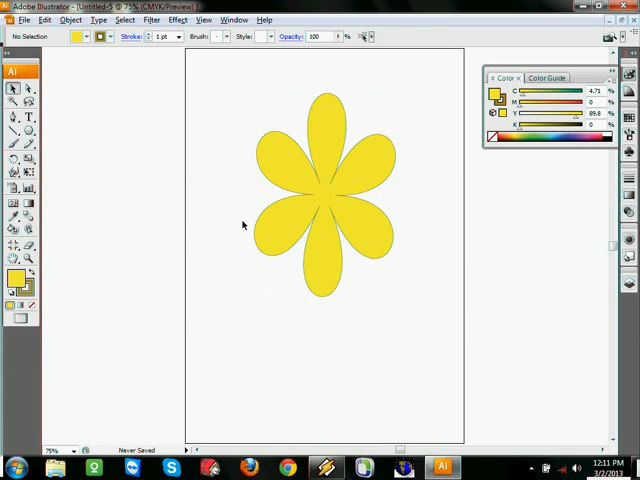 Adobe Illustrator - [Untitled-5 @ 75% (CMYK/Preview) ]
File Edit Object Type Select Filter Effect View Window Help
No Selection Stroke: 1 pt Brush: Style: Opacity: 100 %
Ai
Color Color Guide
C 4.71 %
M 0 %
Y 89.8 %
K 0 %
T
75% Never Saved
Ai 12:11 PM
3/2/2013